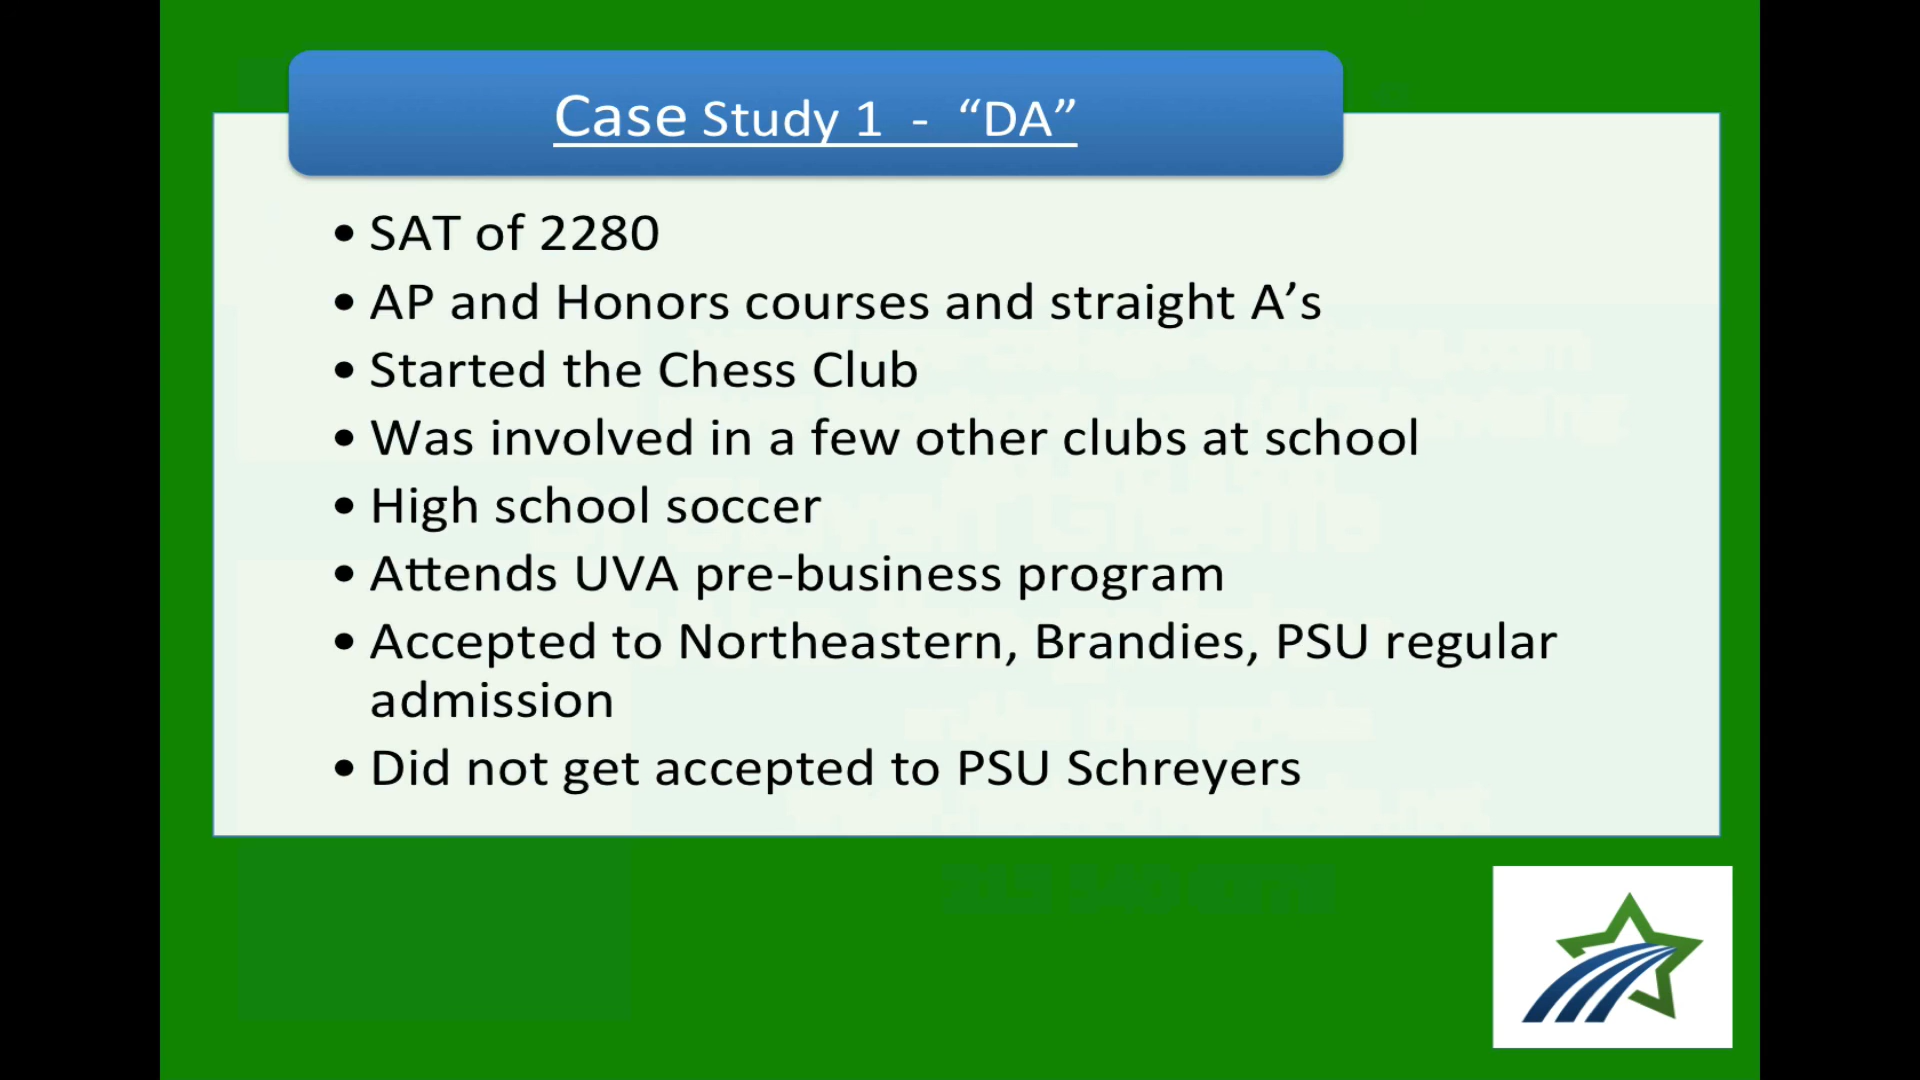 Case Study 1 - “DA”
• SAT of 2280
• AP and Honors courses and straight A’s
• Started the Chess Club
• Was involved in a few other clubs at school
• High school soccer
• Attends UVA pre-business program
• Accepted to Northeastern, Brandies, PSU regular
admission
• Did not get accepted to PSU Schreyers